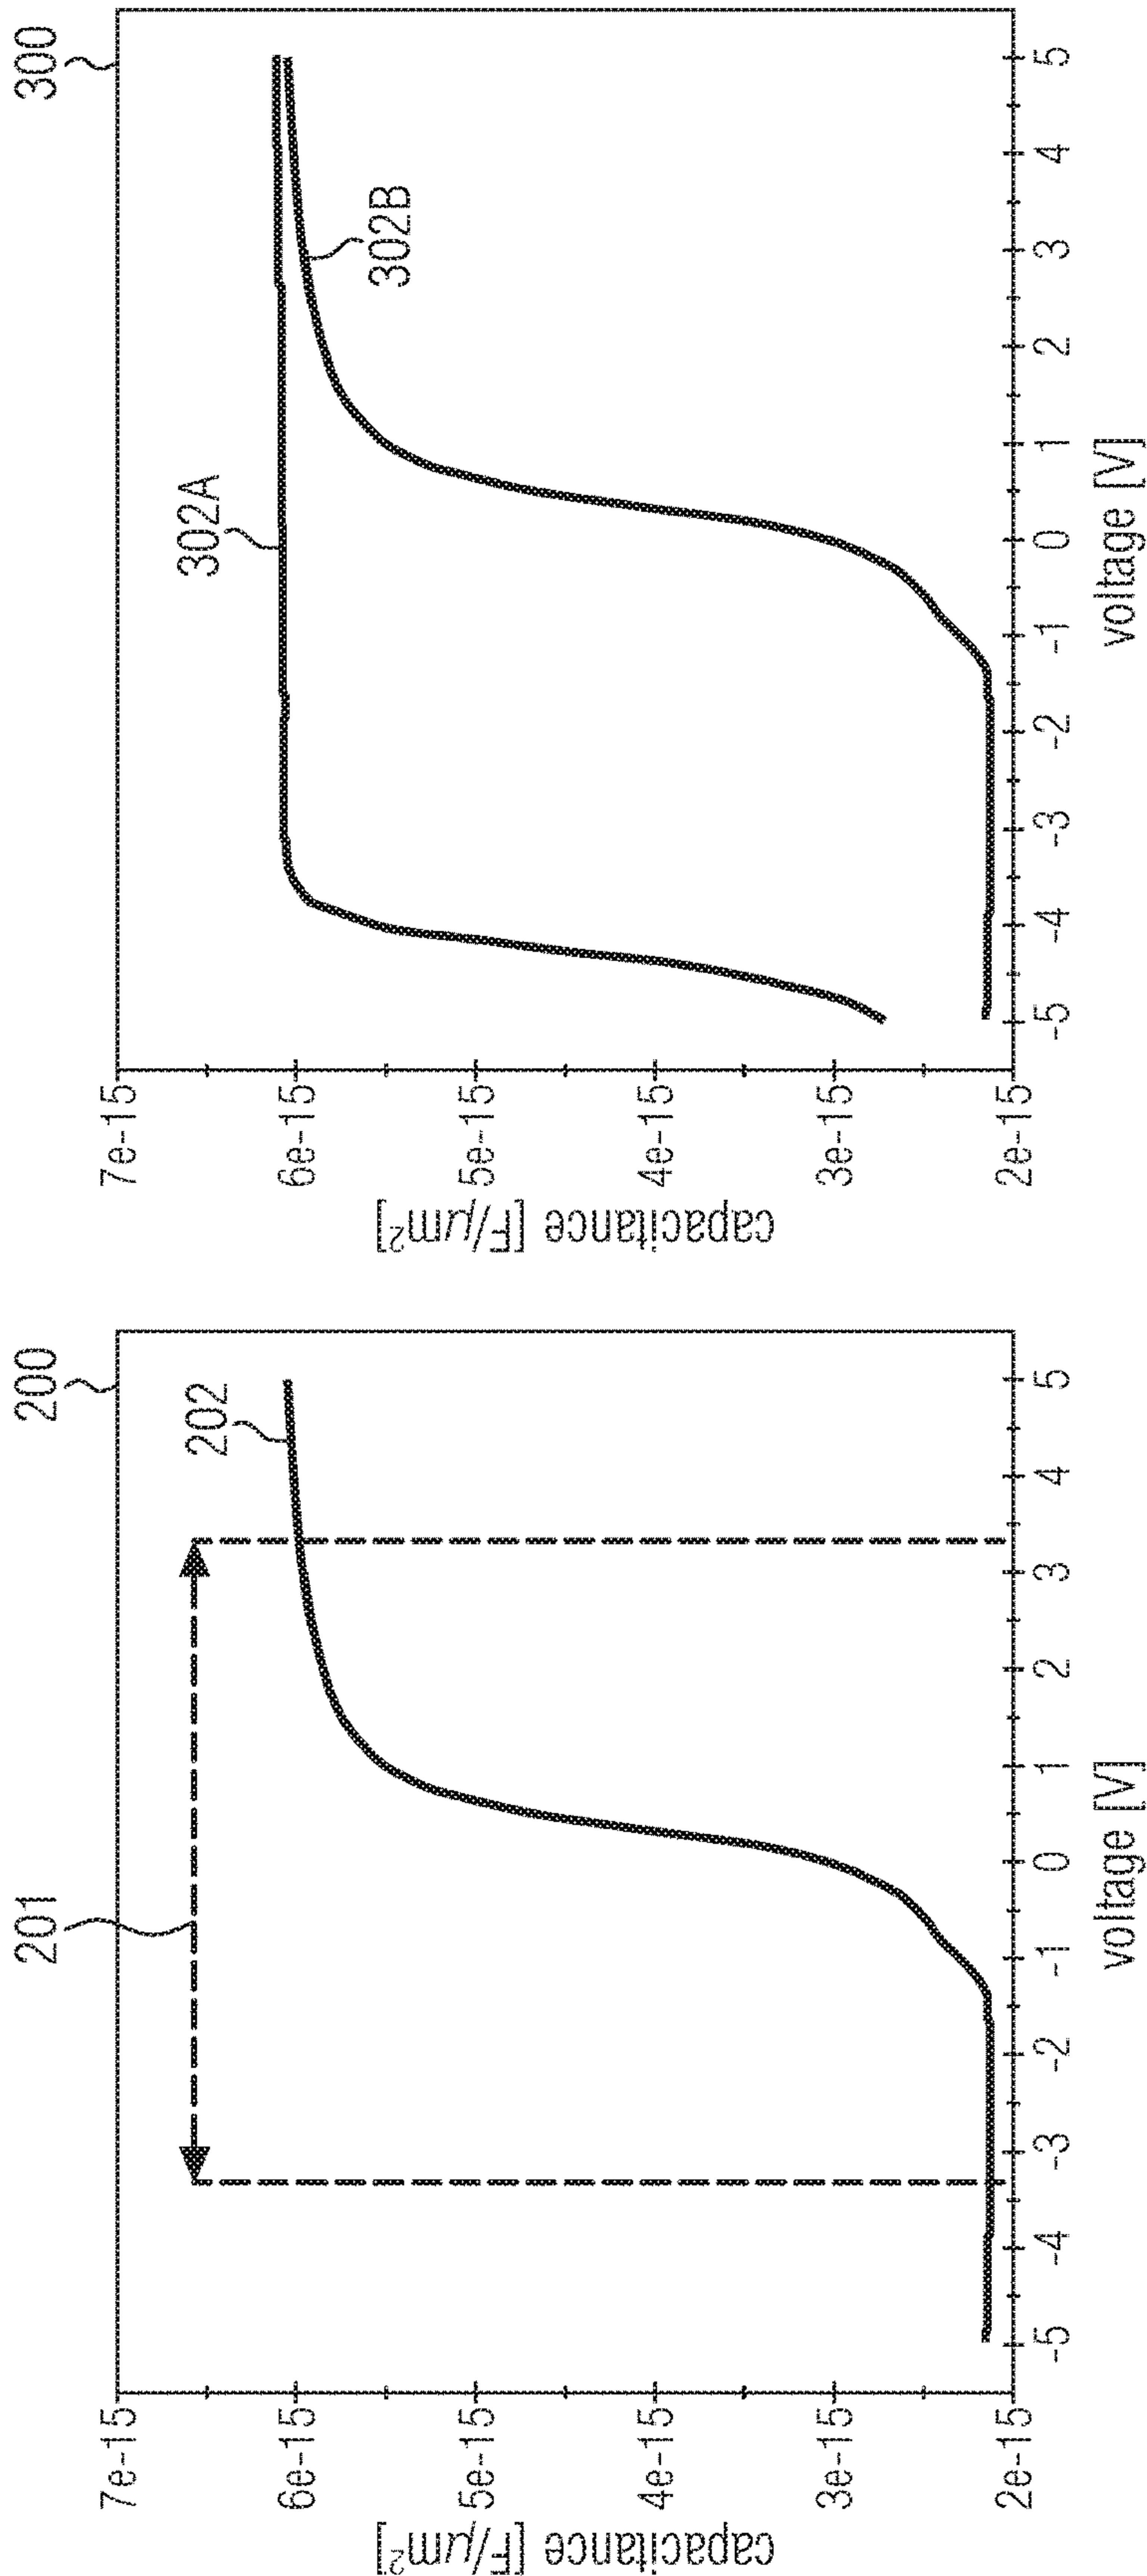 200
201
202
7e-15
6e-15
5e-15
4e-15
3e-15
2e-15
capacitance [F/μm²]
-5 -4 -3 -2 -1 0 1 2 3 4 5
voltage [V]
300
302A
302B
7e-15
6e-15
5e-15
4e-15
3e-15
2e-15
capacitance [F/μm²]
-5 -4 -3 -2 -1 0 1 2 3 4 5
voltage [V]